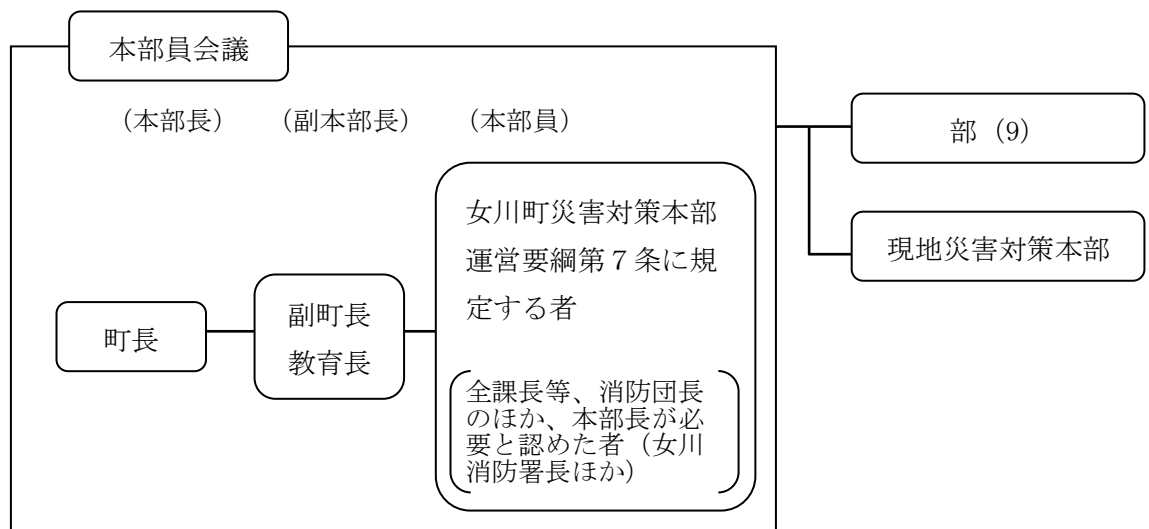 本部員会議
（本部長）　（副本部長）　（本部員）
町長
副町長
教育長
女川町災害対策本部
運営要綱第７条に規
定する者
全課長等、消防団長
のほか、本部長が必
要と認めた者（女川
消防署長ほか）
部（9）
現地災害対策本部